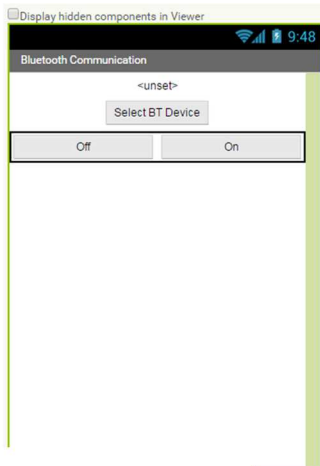 Display hidden components in Viewer
9:48
Bluetooth Communication
<unset>
Select BT Device
Off On